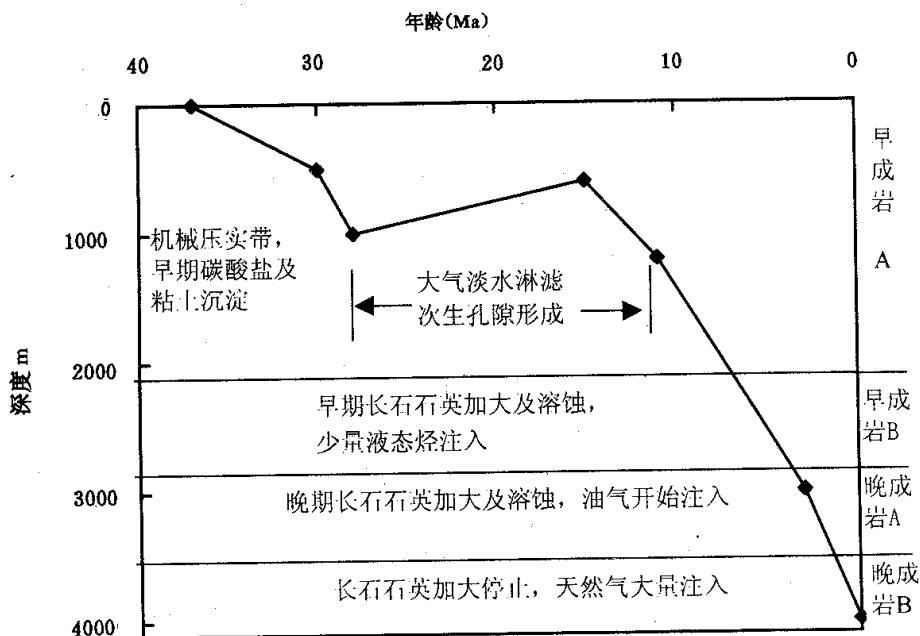 年龄(Ma)
40 30 20 10 0
0
1000
2000
3000
4000
深度 m
机械压实带，
早期碳酸盐及
粘土沉淀
大气淡水淋滤
次生孔隙形成
早期长石石英加大及溶蚀，
少量液态烃注入
晚期长石石英加大及溶蚀，油气开始注入
长石石英加大停止，天然气大量注入
早
成
岩
A
早成
岩B
晚成
岩A
晚成
岩B